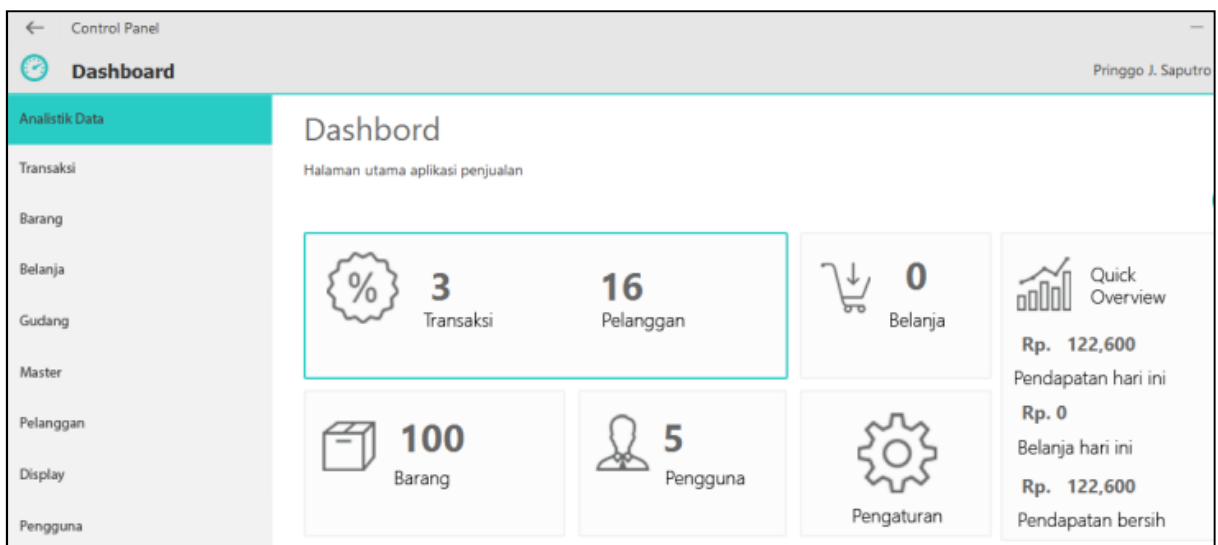 Control Panel
Dashboard
Pringgo J. Saputro
Analistik Data
Transaksi
Barang
Belanja
Gudang
Master
Pelanggan
Display
Pengguna
Dashbord
Halaman utama aplikasi penjualan
%
3
Transaksi
16
Pelanggan
0
Belanja
100
Barang
5
Pengguna
Pengaturan
Quick
Overview
Rp. 122,600
Pendapatan hari ini
Rp. 0
Belanja hari ini
Rp. 122,600
Pendapatan bersih